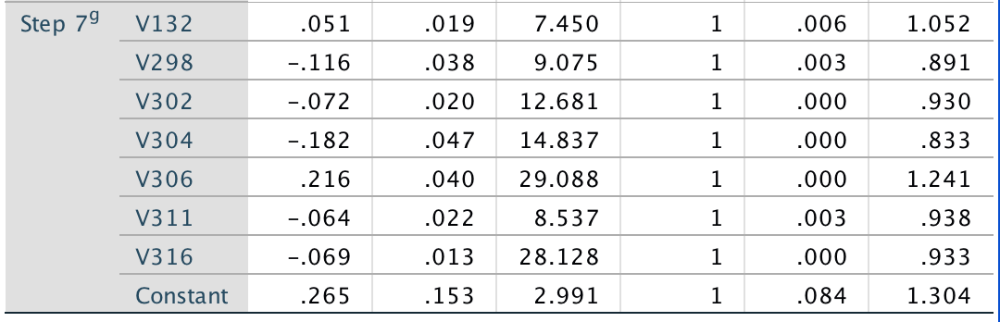 Step 7g V132 .051 .019 7.450 1 .006 1.052
V298 -.116 .038 9.075 1 .003 .891
V302 -.072 .020 12.681 1 .000 .930
V304 -.182 .047 14.837 1 .000 .833
V306 .216 .040 29.088 1 .000 1.241
V311 -.064 .022 8.537 1 .003 .938
V316 -.069 .013 28.128 1 .000 .933
Constant .265 .153 2.991 1 .084 1.304